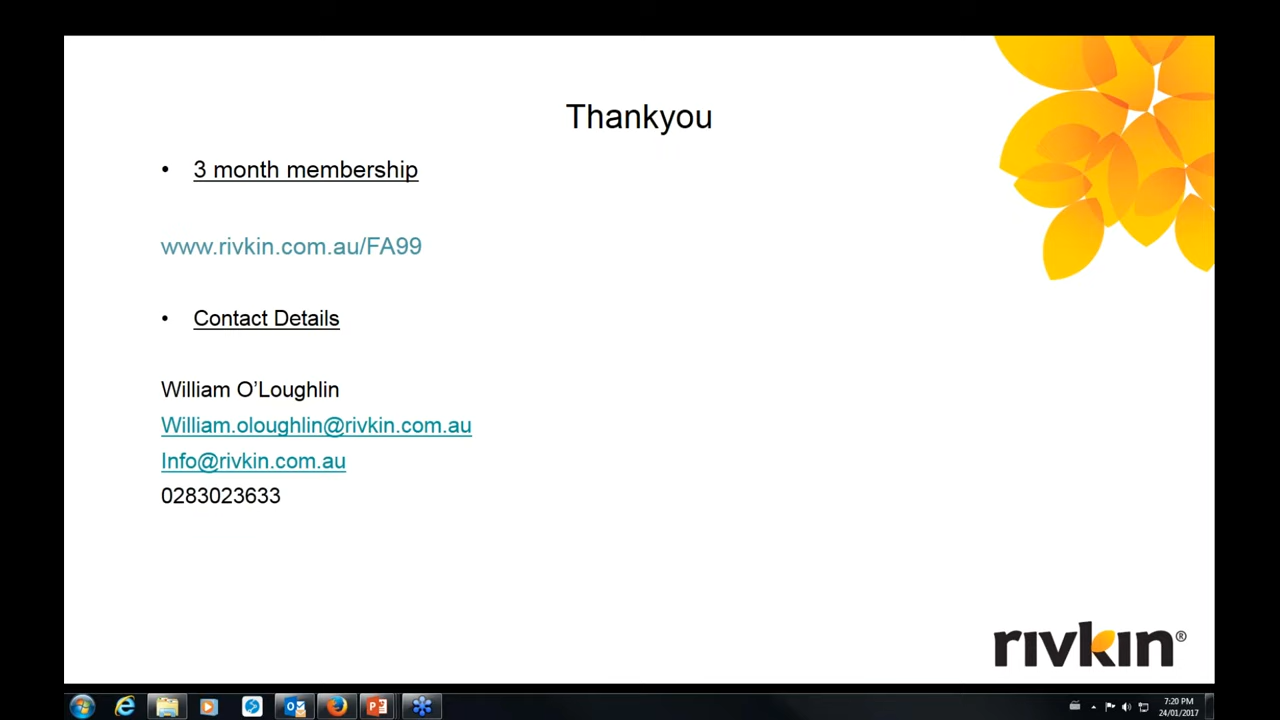 Thankyou
• 3 month membership
www.rivkin.com.au/FA99
• Contact Details
William O’Loughlin
William.oloughlin@rivkin.com.au
Info@rivkin.com.au
0283023633
rivkin®
7:20 PM
24/01/2017